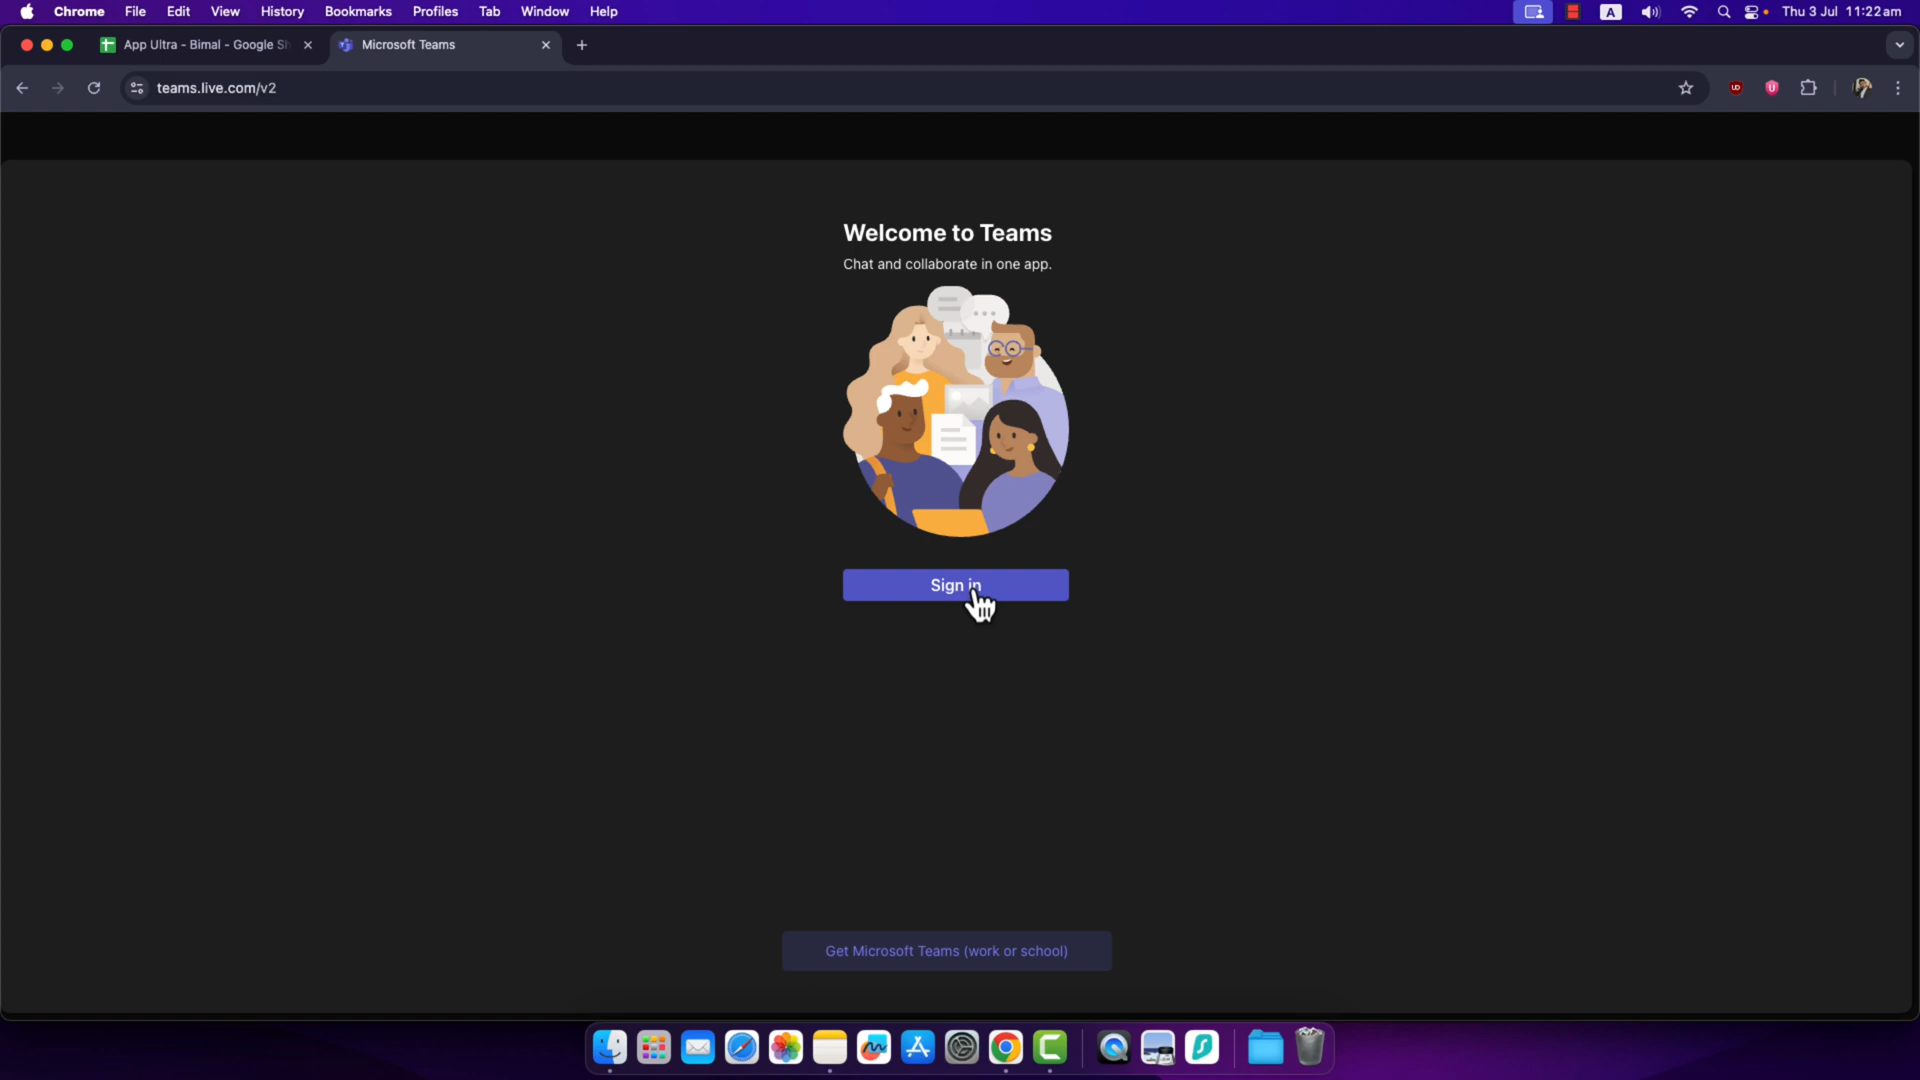 Chrome File Edit View History Bookmarks Profiles Tab Window Help A Thu 3 Jul 11:22am
App Ultra - Bimal - Google Sh Microsoft Teams
teams.live.com/v2
Welcome to Teams
Chat and collaborate in one app.
Sign in
Get Microsoft Teams (work or school)